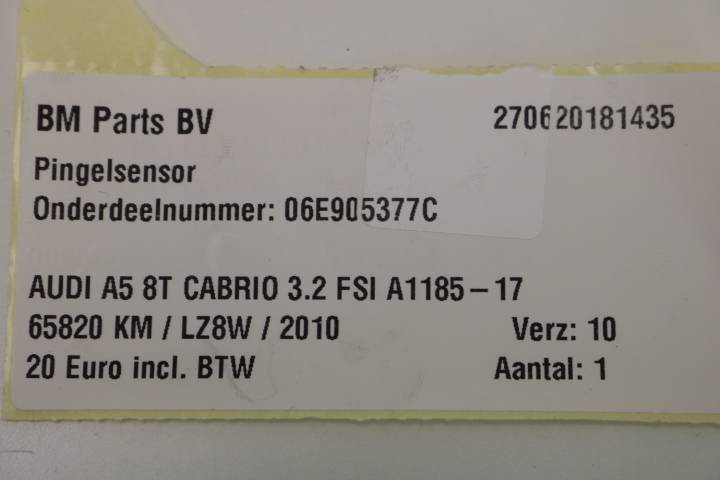 BM Parts BV 270620181435
Pingelsensor
Onderdeelnummer: 06E905377C
AUDI A5 8T CABRIO 3.2 FSI A1185-17
65820 KM / LZ8W / 2010 Verz: 10
20 Euro incl. BTW Aantal: 1